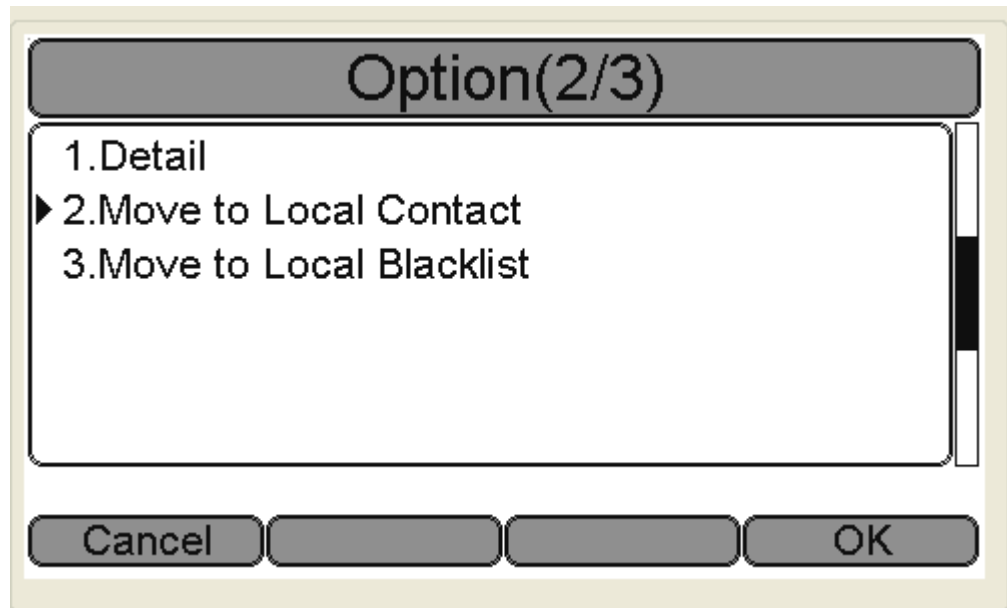 Option(2/3)
1.Detail
2.Move to Local Contact
3.Move to Local Blacklist
Cancel OK